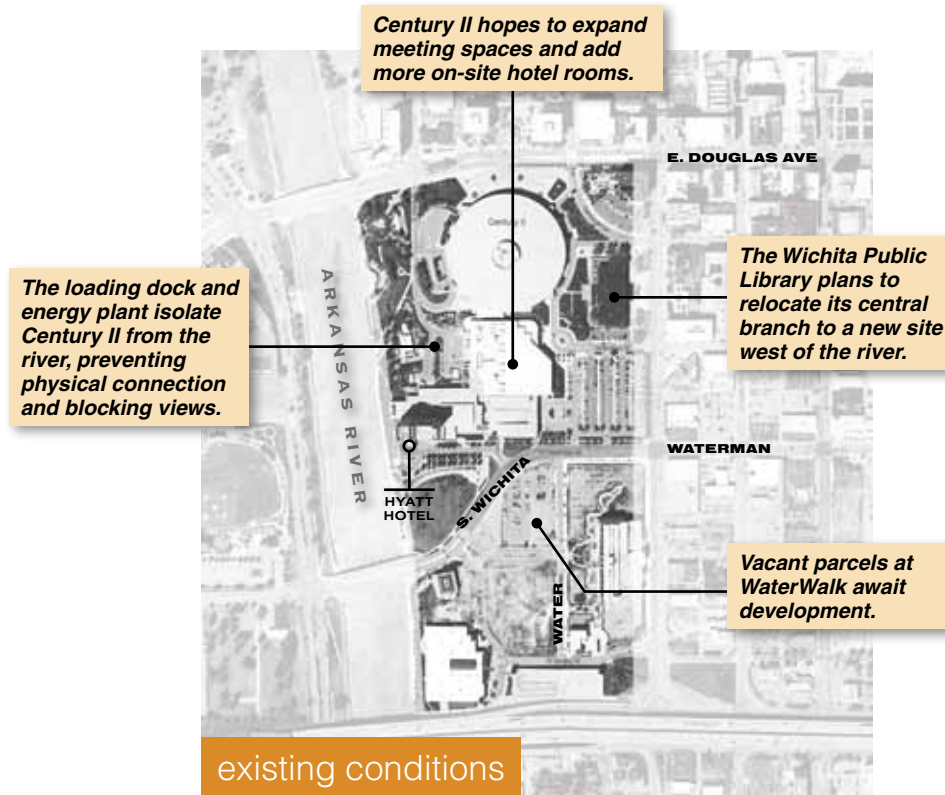 Century II hopes to expand
meeting spaces and add
more on-site hotel rooms.
E. DOUGLAS AVE
Century II
The Wichita Public
Library plans to
relocate its central
branch to a new site
west of the river.
The loading dock and
energy plant isolate
Century II from the
river, preventing
physical connection
and blocking views.
ARKANSAS RIVER
WATERMAN
S. WICHITA
HYATT
HOTEL
Vacant parcels at
WaterWalk await
development.
WATER
existing conditions